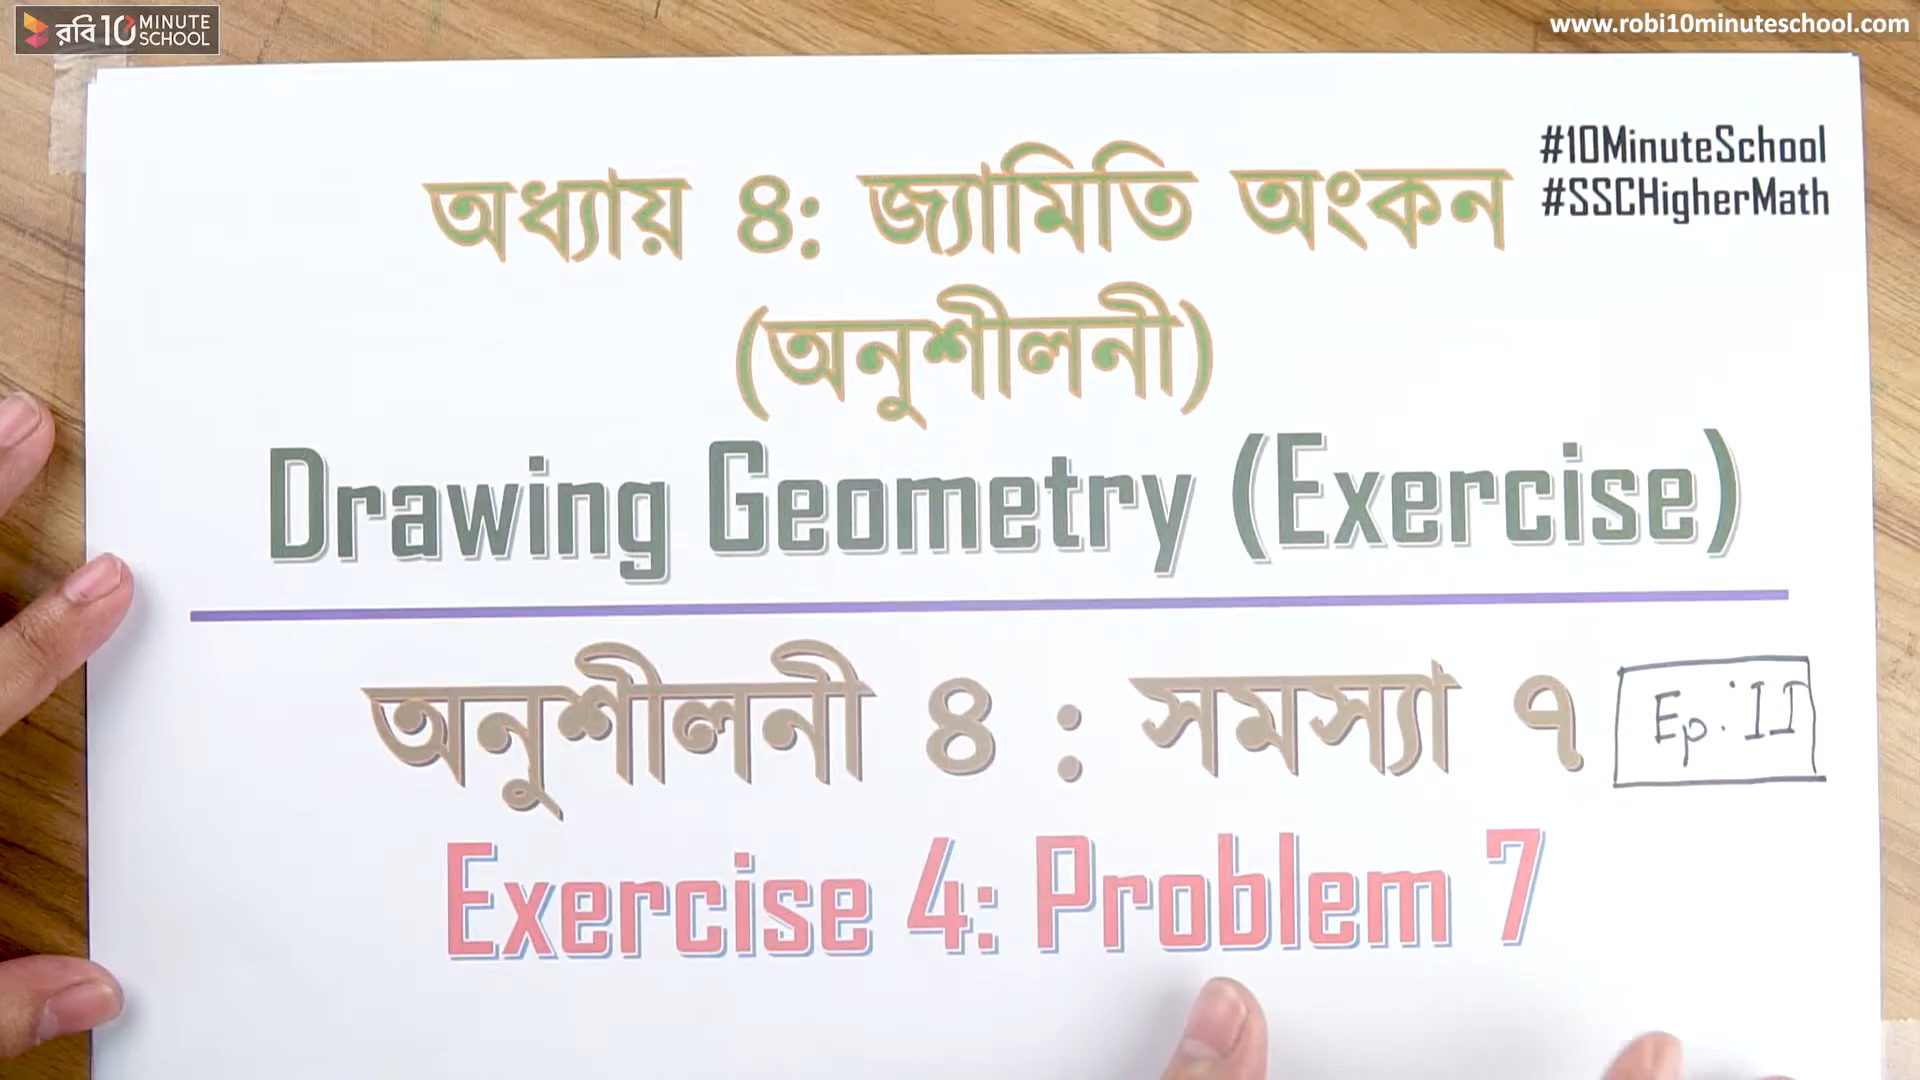 রবি 10 MINUTE SCHOOL
www.robi10minuteschool.com
#10MinuteSchool
#SSCHigherMath
অধ্যায় ৪: জ্যামিতি অংকন
(অনুশীলনী)
Drawing Geometry (Exercise)
অনুশীলনী ৪ : সমস্যা ৭
Ep: II
Exercise 4: Problem 7